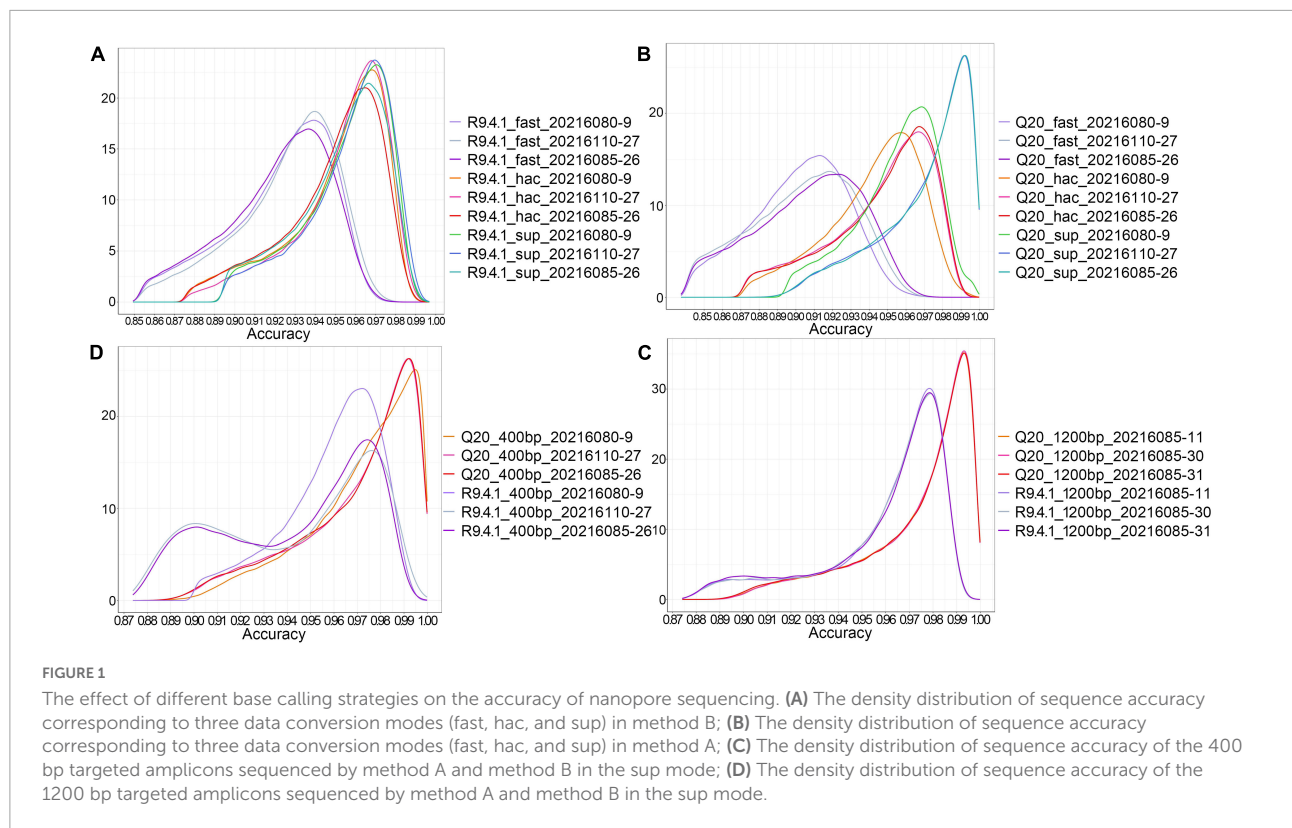 A
25
20
15
10
5
0
0.85 0.86 0.87 0.88 0.89 0.90 0.91 0.92 0.93 0.94 0.95 0.96 0.97 0.98 0.99 1.00
Accuracy
R9.4.1_fast_20216080-9
R9.4.1_fast_20216110-27
R9.4.1_fast_20216085-26
R9.4.1_hac_20216080-9
R9.4.1_hac_20216110-27
R9.4.1_hac_20216085-26
R9.4.1_sup_20216080-9
R9.4.1_sup_20216110-27
R9.4.1_sup_20216085-26
B
20
10
0
0.85 0.86 0.87 0.88 0.89 0.90 0.91 0.92 0.93 0.94 0.95 0.96 0.97 0.98 0.99 1.00
Accuracy
Q20_fast_20216080-9
Q20_fast_20216110-27
Q20_fast_20216085-26
Q20_hac_20216080-9
Q20_hac_20216110-27
Q20_hac_20216085-26
Q20_sup_20216080-9
Q20_sup_20216110-27
Q20_sup_20216085-26
D
20
10
0
0.87 0.88 0.89 0.90 0.91 0.92 0.93 0.94 0.95 0.96 0.97 0.98 0.99 1.00
Accuracy
Q20_400bp_20216080-9
Q20_400bp_20216110-27
Q20_400bp_20216085-26
R9.4.1_400bp_20216080-9
R9.4.1_400bp_20216110-27
R9.4.1_400bp_20216085-26
C
30
20
10
0
0.87 0.88 0.89 0.90 0.91 0.92 0.93 0.94 0.95 0.96 0.97 0.98 0.99 1.00
Accuracy
Q20_1200bp_20216085-11
Q20_1200bp_20216085-30
Q20_1200bp_20216085-31
R9.4.1_1200bp_20216085-11
R9.4.1_1200bp_20216085-30
R9.4.1_1200bp_20216085-31
FIGURE 1
The effect of different base calling strategies on the accuracy of nanopore sequencing. (A) The density distribution of sequence accuracy
corresponding to three data conversion modes (fast, hac, and sup) in method B; (B) The density distribution of sequence accuracy
corresponding to three data conversion modes (fast, hac, and sup) in method A; (C) The density distribution of sequence accuracy of the 400
bp targeted amplicons sequenced by method A and method B in the sup mode; (D) The density distribution of sequence accuracy of the
1200 bp targeted amplicons sequenced by method A and method B in the sup mode.